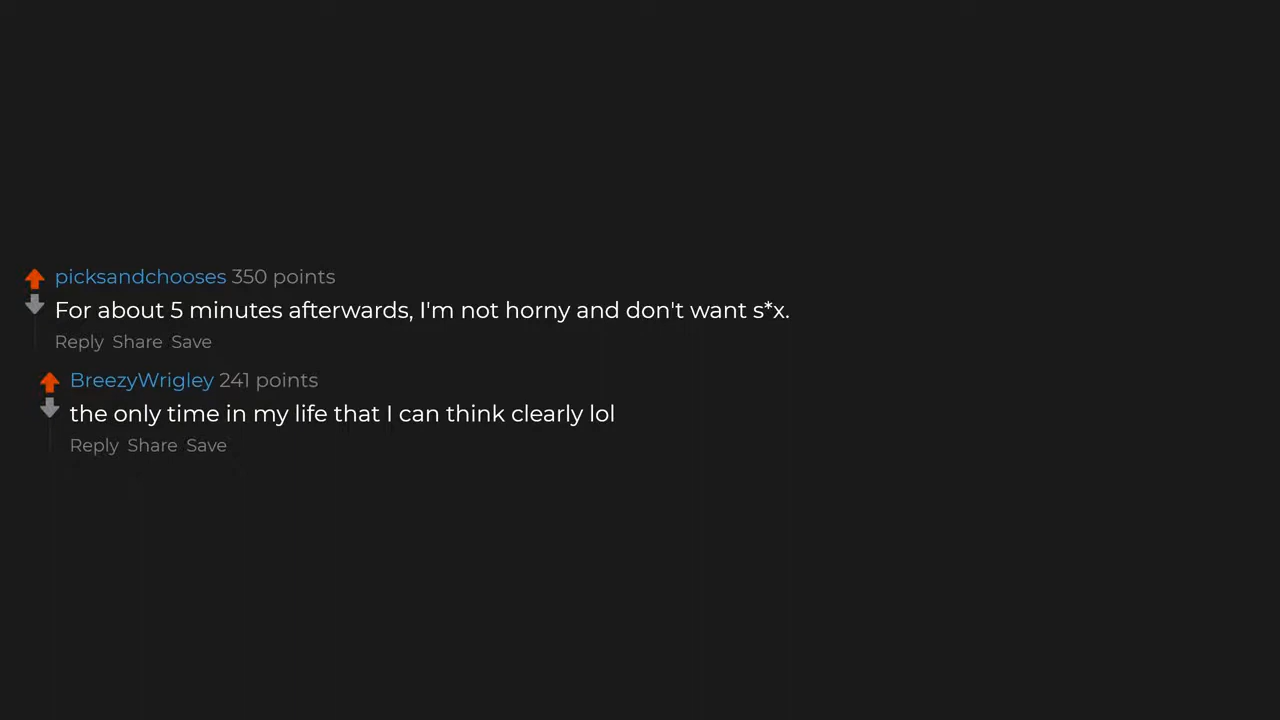 picksandchooses 350 points
For about 5 minutes afterwards, I'm not horny and don't want s*x.
Reply Share Save
BreezyWrigley 241 points
the only time in my life that I can think clearly lol
Reply Share Save